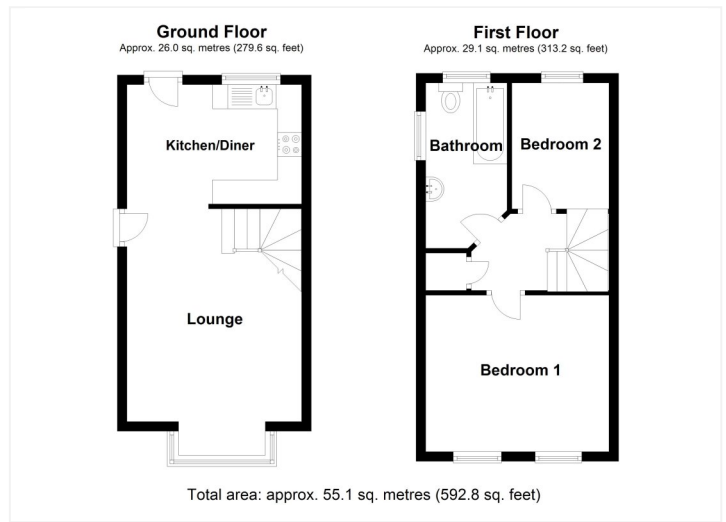 Ground Floor
Approx. 26.0 sq. metres (279.6 sq. feet)
Kitchen/Diner
Lounge
First Floor
Approx. 29.1 sq. metres (313.2 sq. feet)
Bathroom
Bedroom 2
Bedroom 1
Total area: approx. 55.1 sq. metres (592.8 sq. feet)